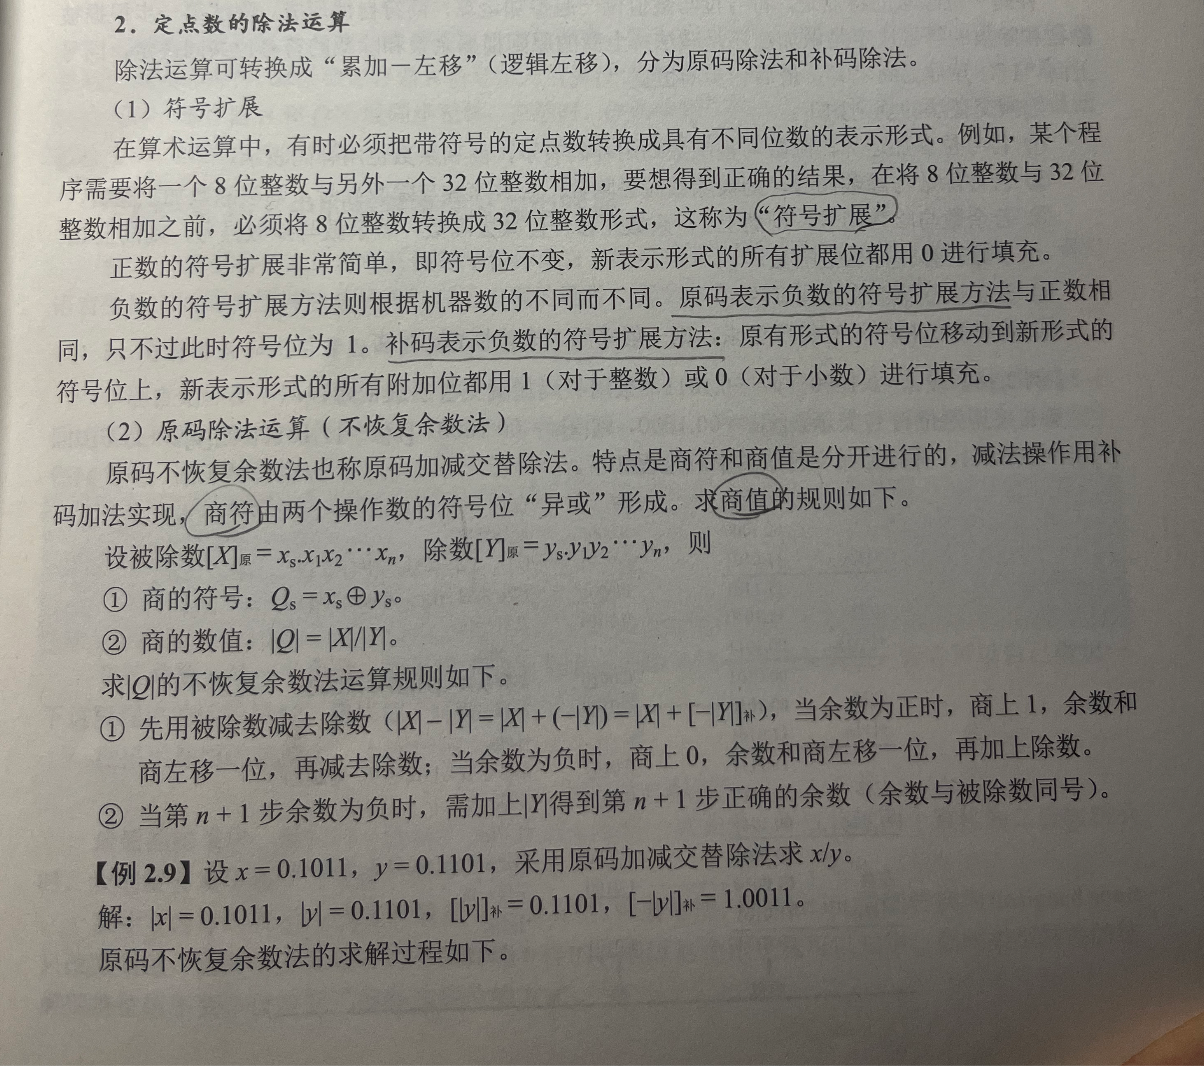 2. 定点数的除法运算
除法运算可转换成“累加－左移”（逻辑左移），分为原码除法和补码除法。
（1）符号扩展
在算术运算中，有时必须把带符号的定点数转换成具有不同位数的表示形式。例如，某个程
序需要将一个 8 位整数与另外一个 32 位整数相加，要想得到正确的结果，在将 8 位整数与 32 位
整数相加之前，必须将 8 位整数转换成 32 位整数形式，这称为“符号扩展”。
正数的符号扩展非常简单，即符号位不变，新表示形式的所有扩展位都用 0 进行填充。
负数的符号扩展方法则根据机器数的不同而不同。原码表示负数的符号扩展方法与正数相
同，只不过此时符号位为 1。补码表示负数的符号扩展方法：原有形式的符号位移动到新形式的
符号位上，新表示形式的所有附加位都用 1（对于整数）或 0（对于小数）进行填充。
（2）原码除法运算（不恢复余数法）
原码不恢复余数法也称原码加减交替除法。特点是商符和商值是分开进行的，减法操作用补
码加法实现，商符由两个操作数的符号位“异或”形成。求商值的规则如下。
设被除数[X]原 = xs.x1x2⋯xn，除数[Y]原 = ys.y1y2⋯yn，则
① 商的符号：Qs = xs⊕ys。
② 商的数值：|Q| = |X|/|Y|。
求|Q|的不恢复余数法运算规则如下。
① 先用被除数减去除数（|X| − |Y| = |X| + (−|Y|) = |X| + [−|Y|]补），当余数为正时，商上 1，余数和
商左移一位，再减去除数；当余数为负时，商上 0，余数和商左移一位，再加上除数。
② 当第 n + 1 步余数为负时，需加上|Y|得到第 n + 1 步正确的余数（余数与被除数同号）。
【例 2.9】设 x = 0.1011，y = 0.1101，采用原码加减交替除法求 x/y。
解：|x| = 0.1011，|y| = 0.1101，[|y|]补 = 0.1101，[−|y|]补 = 1.0011。
原码不恢复余数法的求解过程如下。